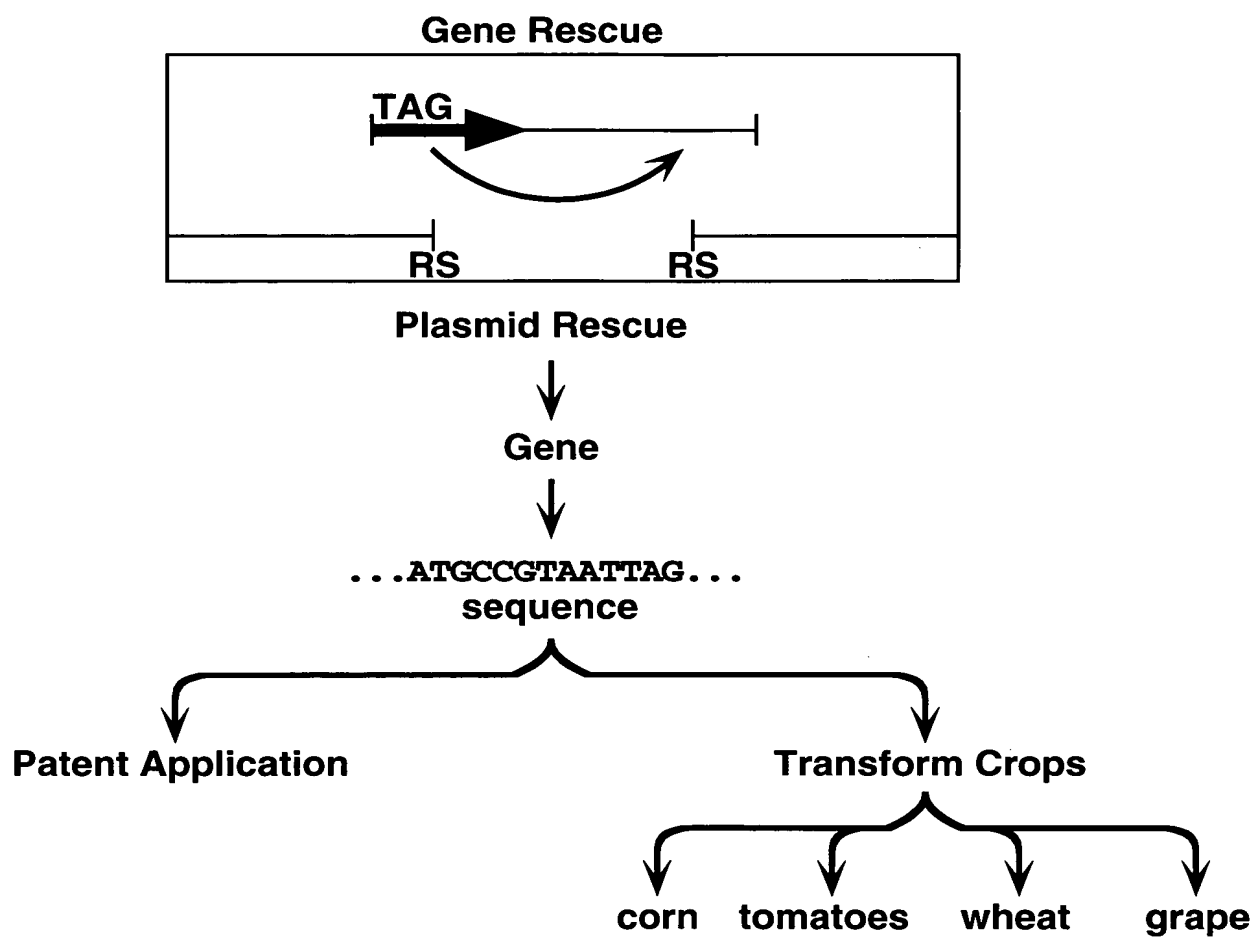 Gene Rescue
TAG
RS RS
Plasmid Rescue
Gene
...ATGCCGTAATTAG...
sequence
Patent Application Transform Crops
corn tomatoes wheat grape